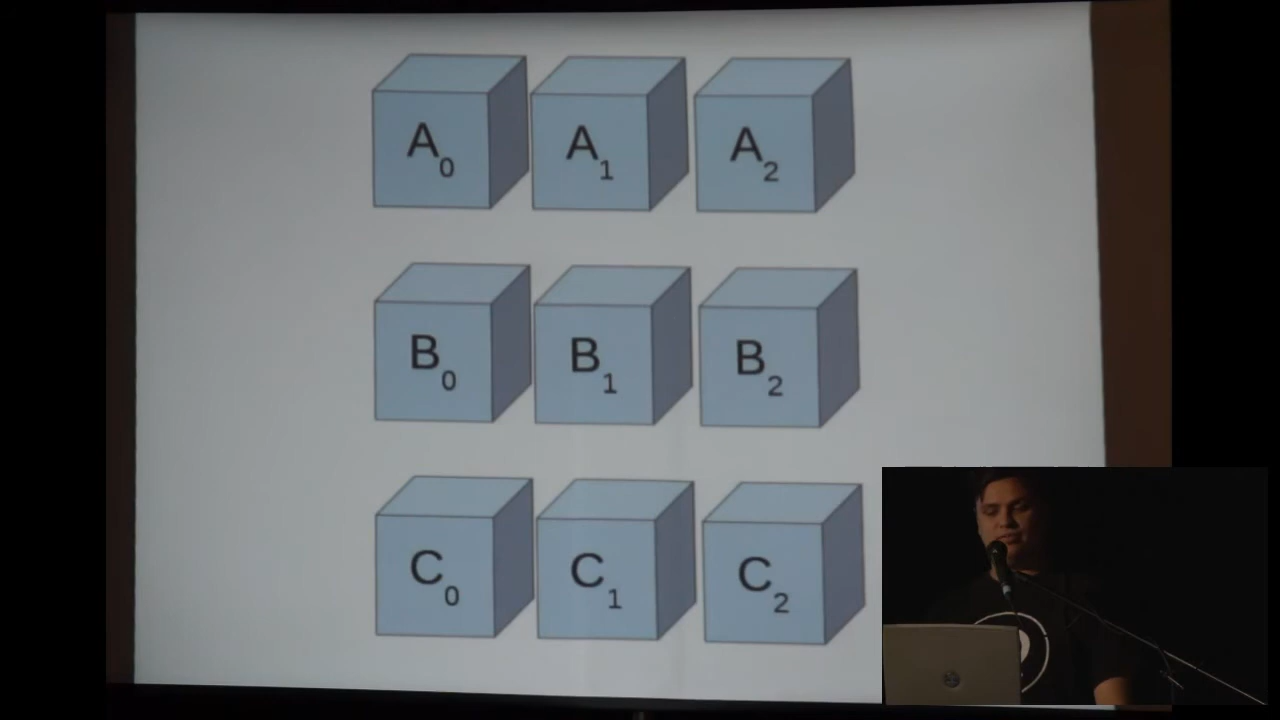 A₀ A₁ A₂
B₀ B₁ B₂
C₀ C₁ C₂